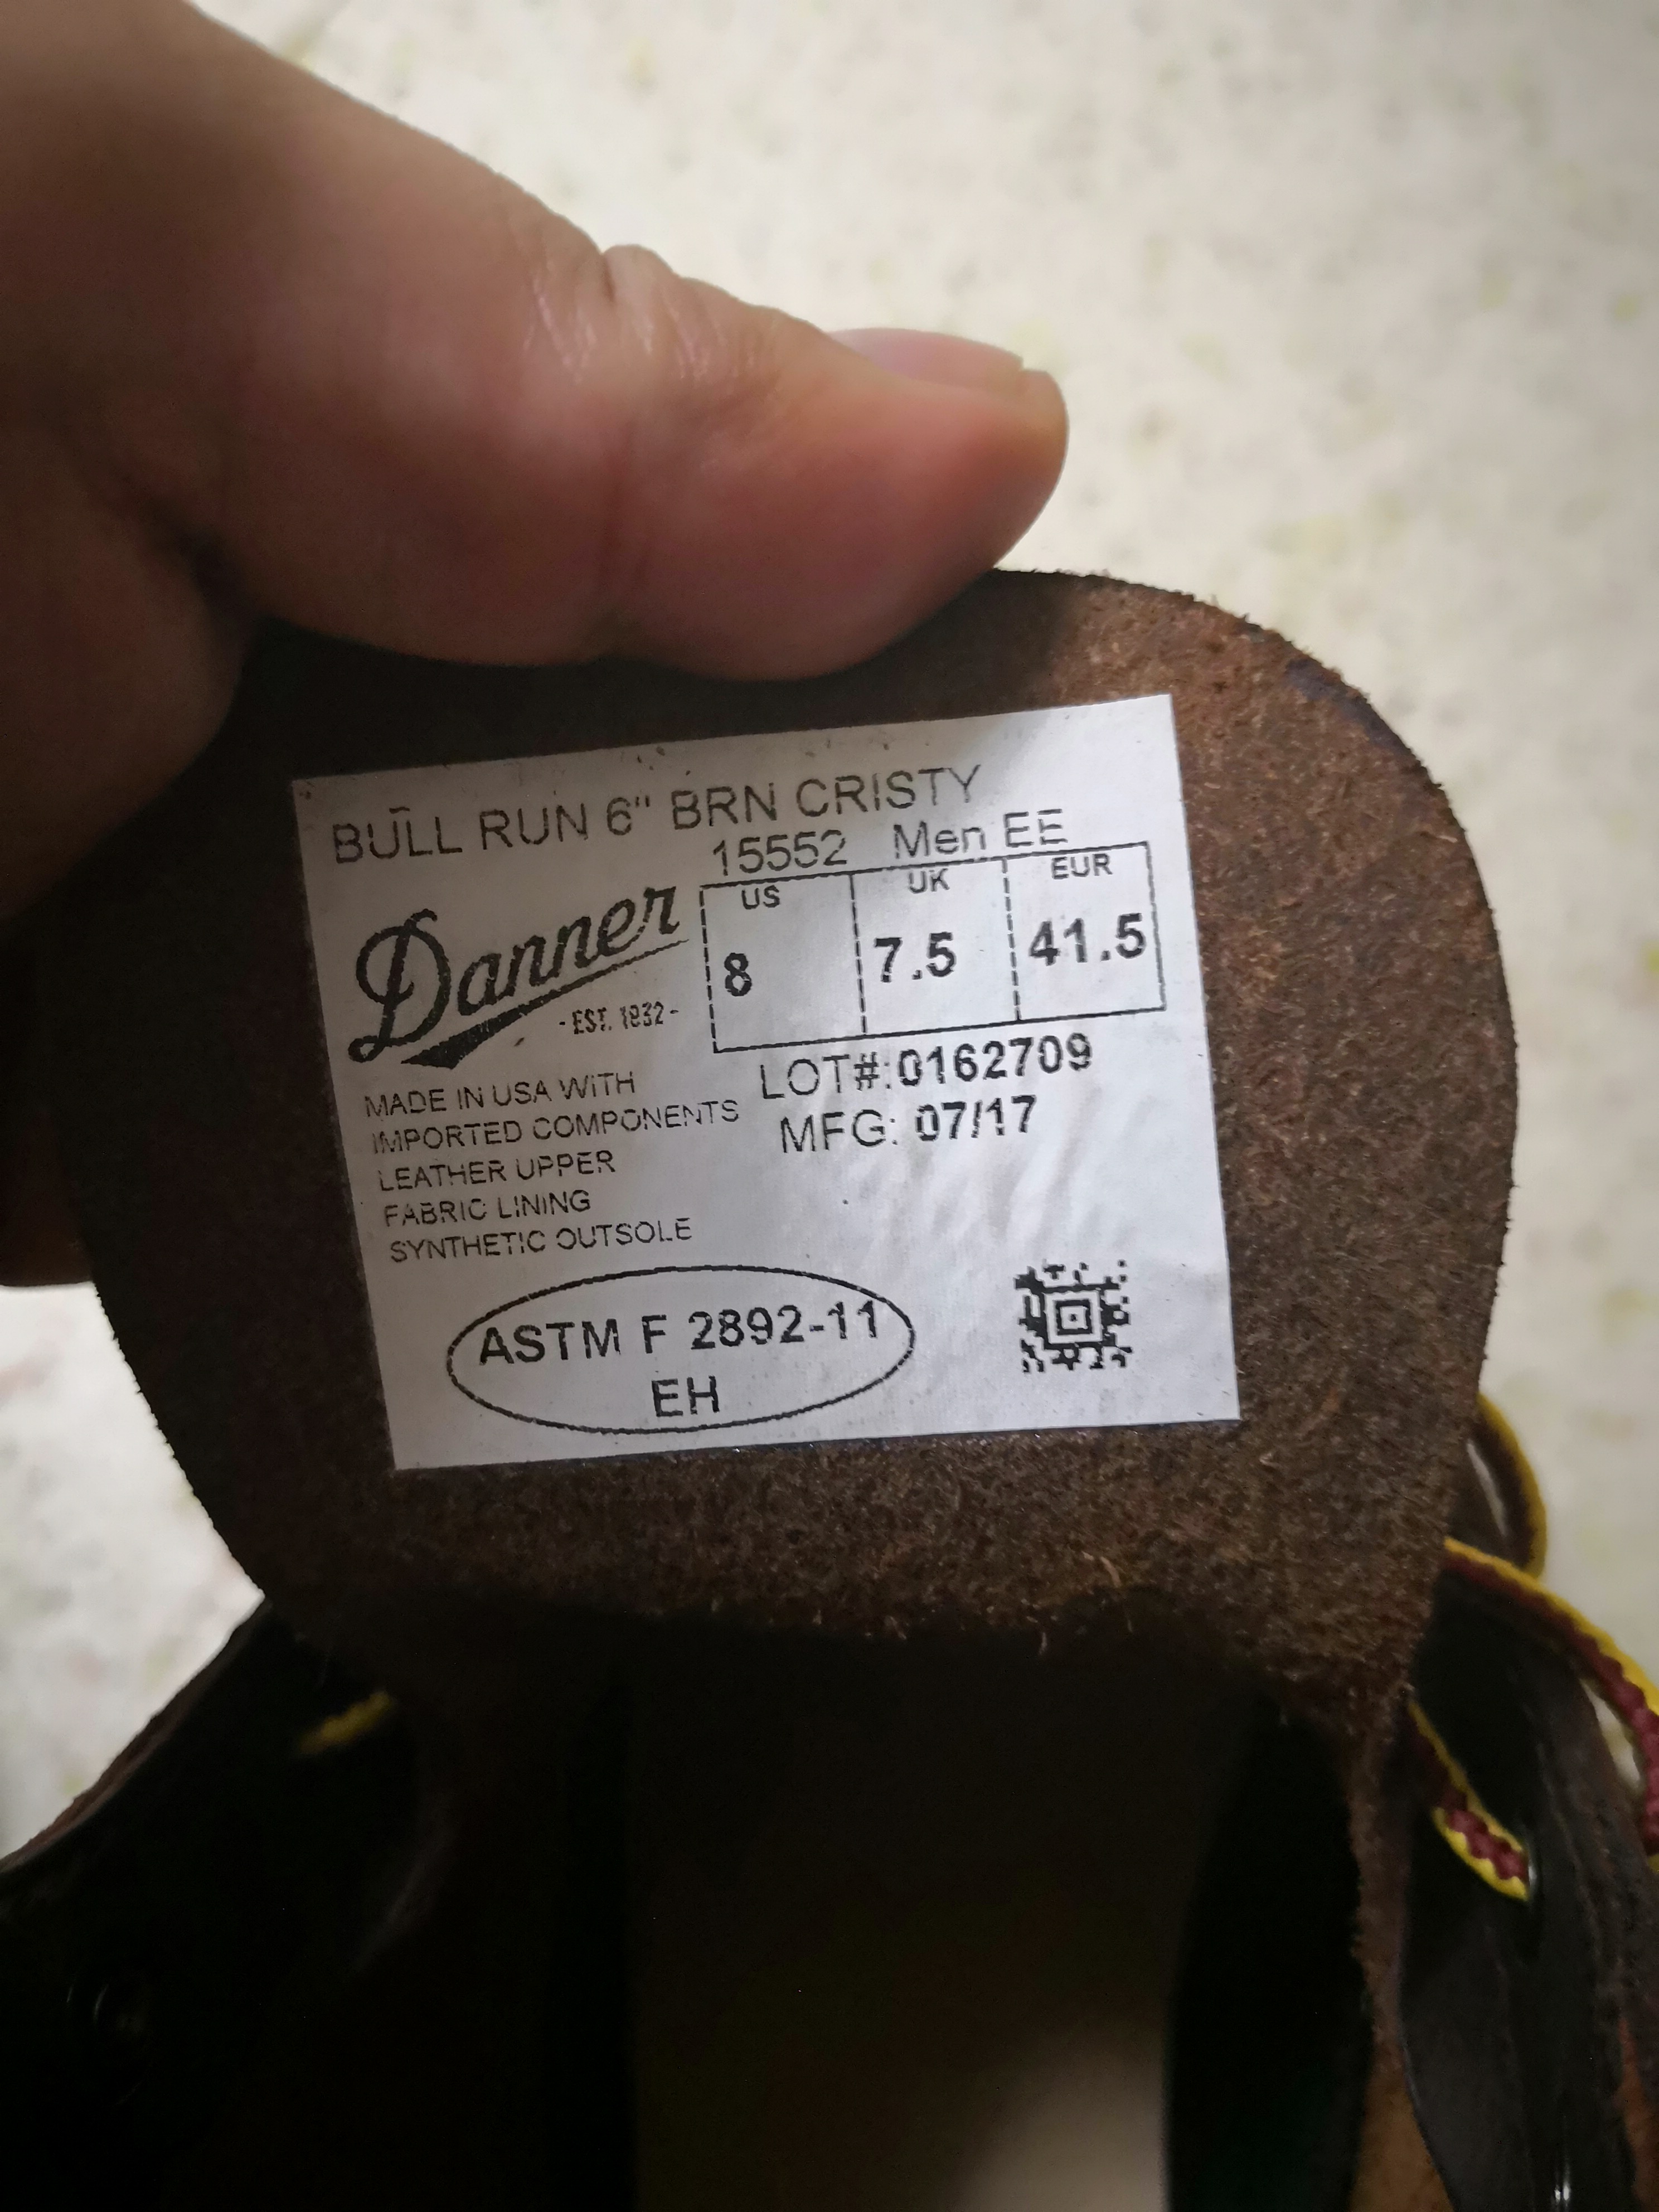 BULL RUN 6" BRN CRISTY
15552 Men EE
Danner
- EST. 1932 -
US UK EUR
8 7.5 41.5
LOT#: 0162709
MFG: 07/17
MADE IN USA WITH
IMPORTED COMPONENTS
LEATHER UPPER
FABRIC LINING
SYNTHETIC OUTSOLE
ASTM F 2892-11
EH